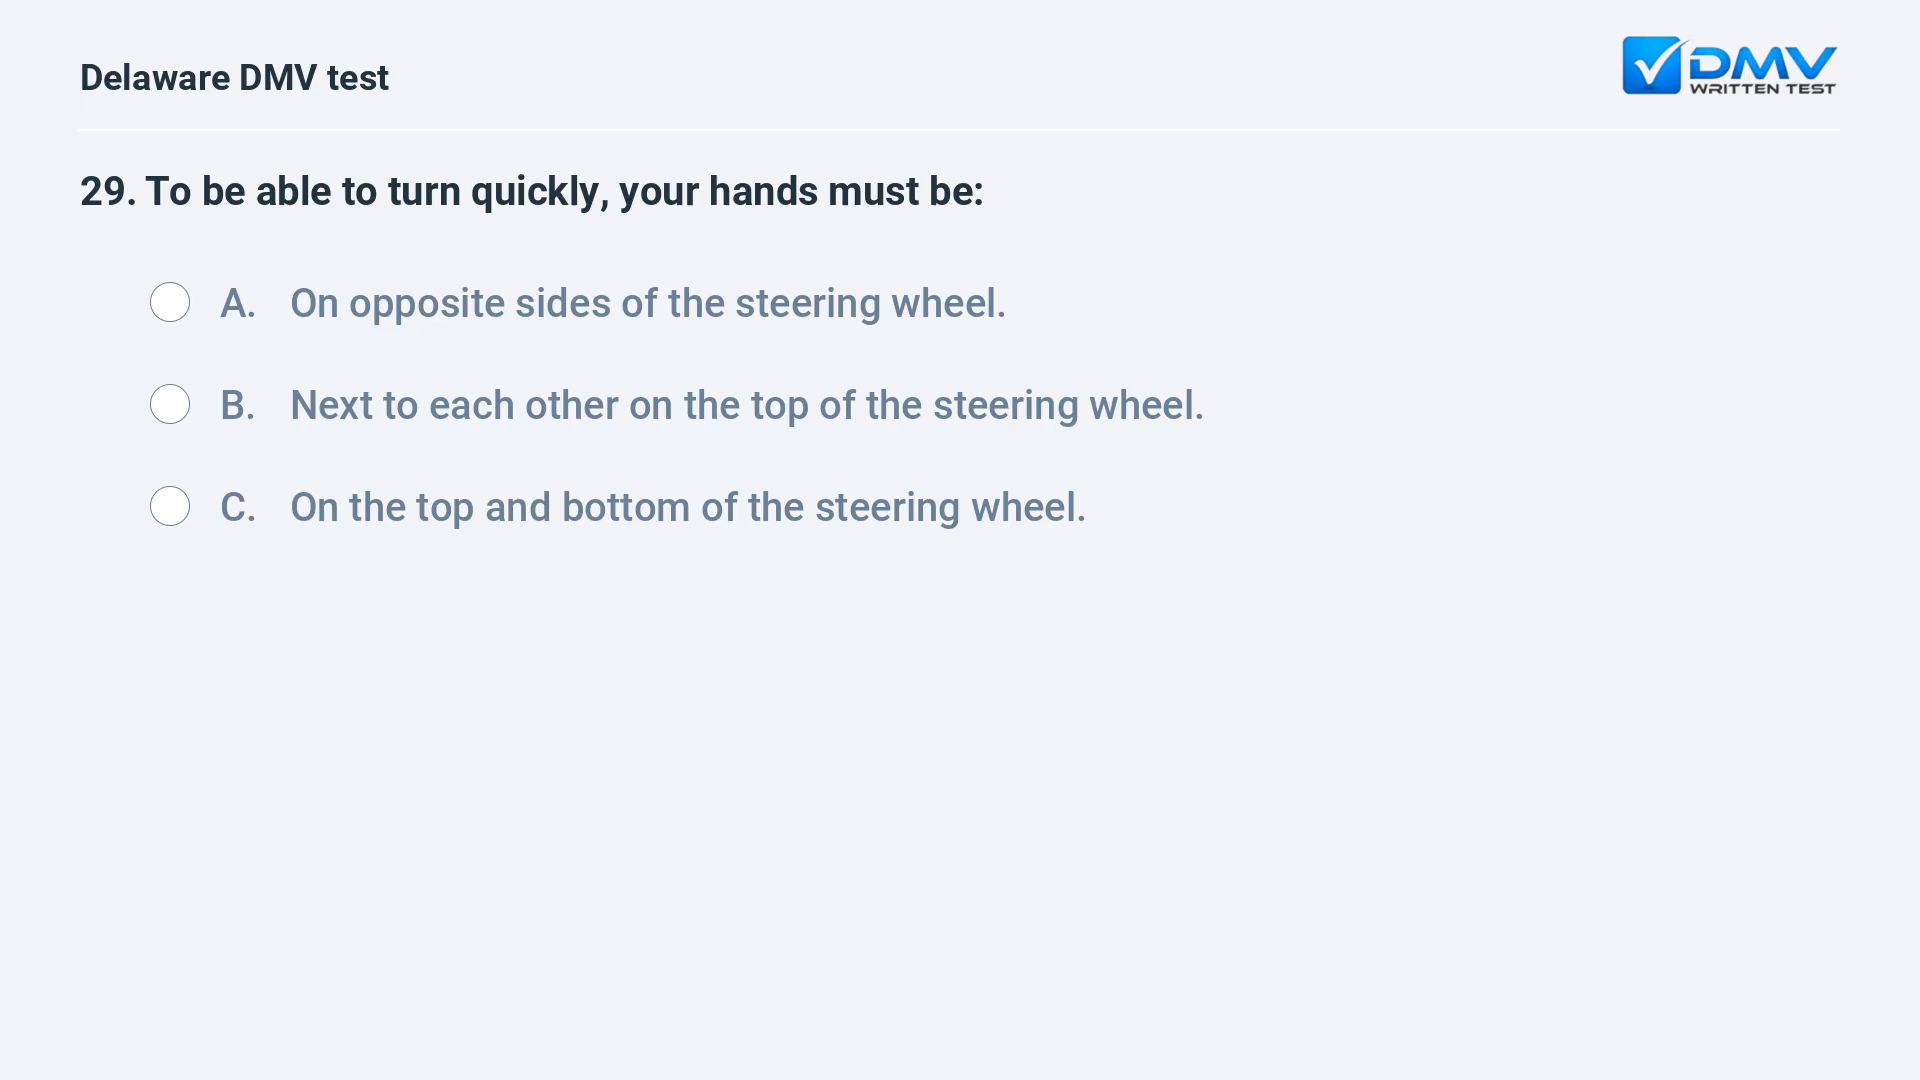 Delaware DMV test
DMV
WRITTEN TEST
29. To be able to turn quickly, your hands must be:
A. On opposite sides of the steering wheel.
B. Next to each other on the top of the steering wheel.
C. On the top and bottom of the steering wheel.